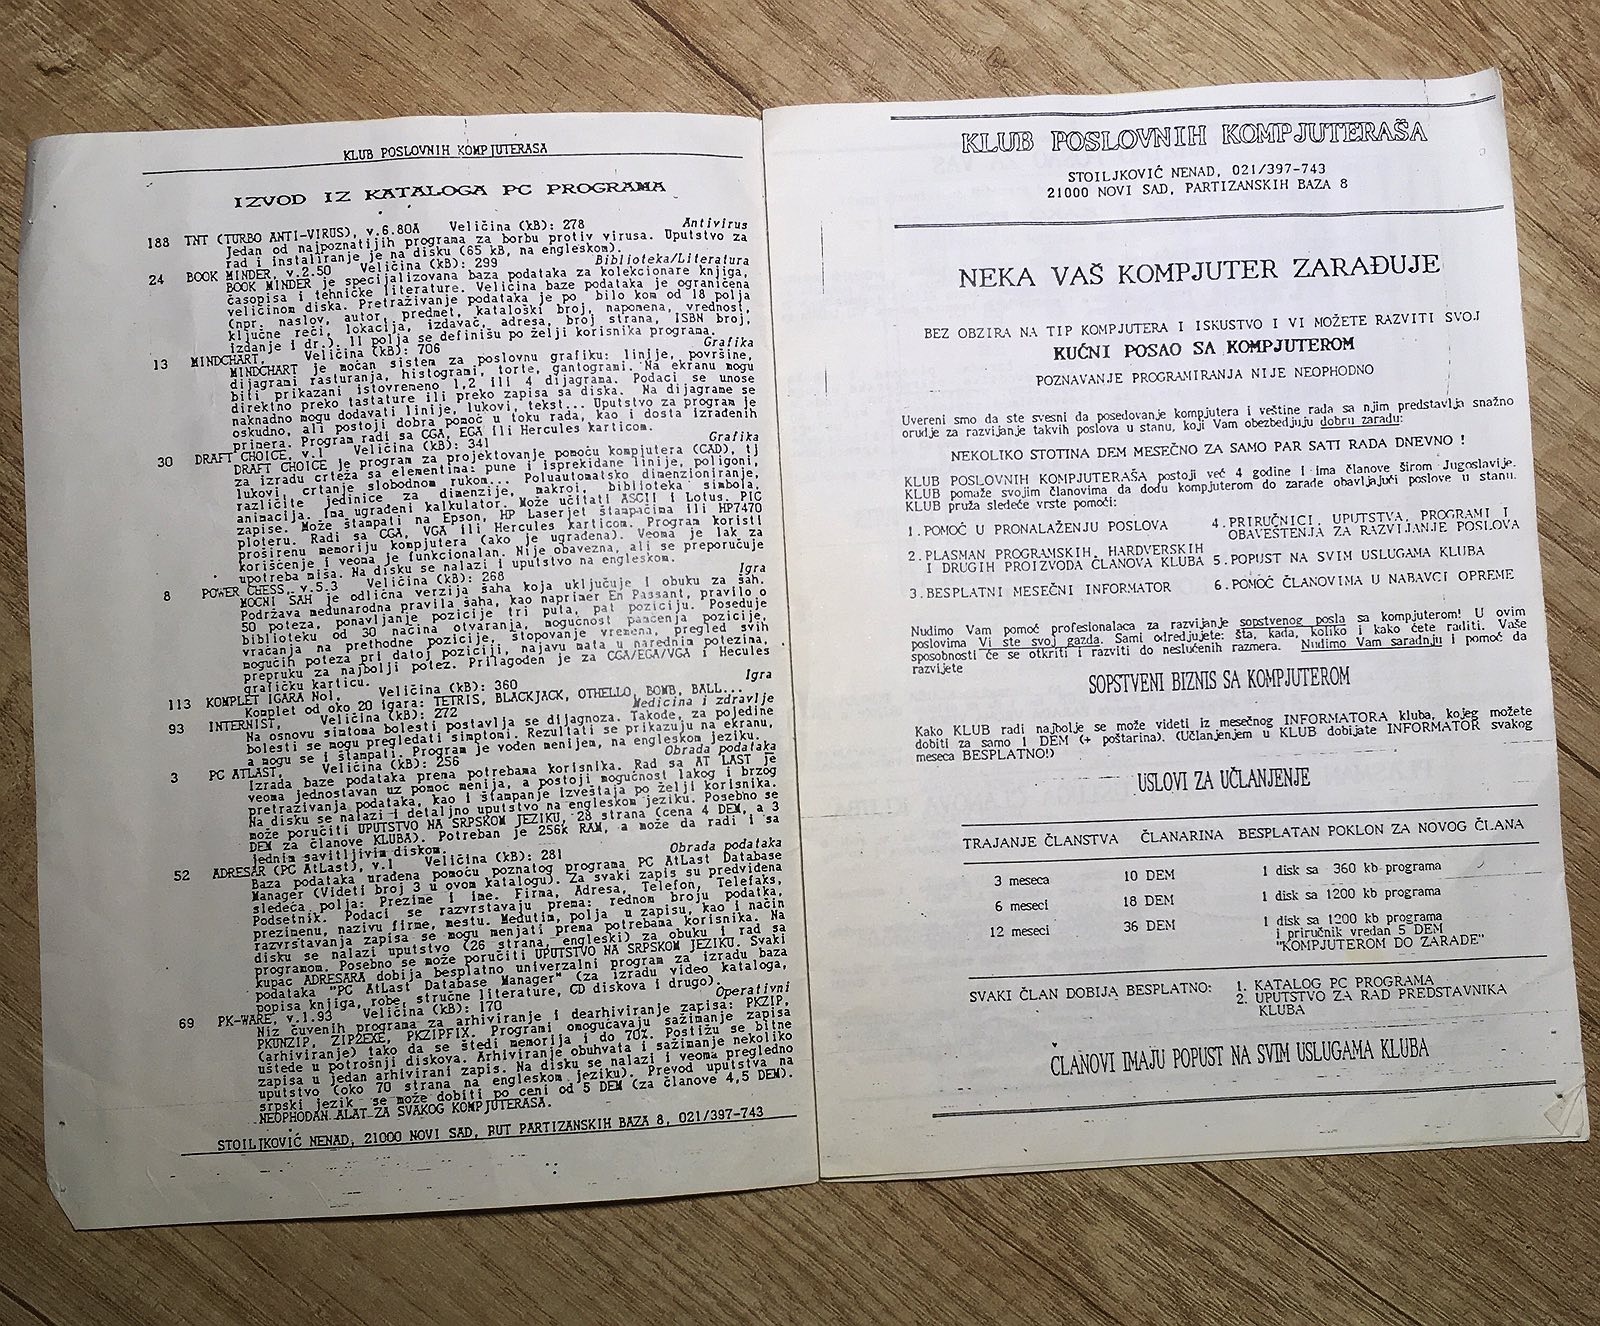 KLUB POSLOVNIH KOMPJUTERAŠA
IZVOD IZ KATALOGA PC PROGRAMA
188 TNT (TURBO ANTI-VIRUS), v.6.80A Veličina (kB): 278 Antivirus
Jedan od najpoznatijih programa za borbu protiv virusa. Uputstvo za
rad i instaliranje je na disku (65 kB, na engleskom).
24 BOOK MINDER, v.2.50 Veličina (kB): 299 Biblioteka/Literatura
BOOK MINDER je specijalizovana baza podataka za kolekcionare knjiga,
časopisa i tehničke literature. Veličina baze podataka je ograničena
veličinom diska. Pretraživanje podataka je po bilo kom od 18 polja
(npr. naslov, autor, predmet, kataloški broj, napomena, vrednost,
ključne reči, lokacija, izdavač, adresa, broj strana, ISBN broj,
izdanje i dr.). 11 polja se definišu po želji korisnika programa.
13 MINDCHART, Veličina (kB): 706 Grafika
MINDCHART je moćan sistem za poslovnu grafiku: linije, površine,
dijagrami rasturanja, histogrami, torte, gantogrami. Na ekranu mogu
biti prikazani istovremeno 1,2 ili 4 dijagrama. Podaci se unose
direktno preko tastature ili preko zapisa sa diska. Na dijagrame se
naknadno mogu dodavati linije, lukovi, tekst... Uputstvo za program je
oskudno, ali postoji dobra pomoć u toku rada, kao i dosta izrađenih
primera. Program radi sa CGA, EGA ili Hercules karticom.
30 DRAFT CHOICE, v.1 Veličina (kB): 341 Grafika
DRAFT CHOICE je program za projektovanje pomoću kompjutera (CAD), tj
za izradu crteža sa elementima: pune i isprekidane linije, poligoni,
lukovi, crtanje slobodnom rukom... Poluautomatsko dimenzioniranje,
različite jedinice za dimenzije, makroi, biblioteka simbola,
animacija. Ima ugrađeni kalkulator. Može učitati ASCII i Lotus. PIC
zapise. Može štampati na Epson, HP Laserjet štampačima ili HP7470
ploteru. Radi sa CGA, VGA ili Hercules karticom. Program koristi
proširenu memoriju kompjutera (ako je ugrađena). Veoma je lak za
korišćenje i veoma je funkcionalan. Nije obavezna, ali se preporučuje
upotreba miša. Na disku se nalazi i uputstvo na engleskom.
8 POWER CHESS, v.5.3 Veličina (kB): 268 Igra
MOĆNI ŠAH je odlična verzija šaha koja uključuje i obuku za šah.
Podržava međunarodna pravila šaha, kao naprimer En Passant, pravilo o
50 poteza, ponavljanje pozicije tri puta, pat poziciju. Poseduje
biblioteku od 30 načina otvaranja, mogućnost pamćenja pozicije,
vraćanja na prethodne pozicije, štopovanje vremena, pregled svih
mogućih poteza pri datoj poziciji, najavu mata u narednim potezima,
prepruku za najbolji potez. Prilagođen je za CGA/EGA/VGA i Hecules
grafičku karticu.
113 KOMPLET IGARA No1, Veličina (kB): 360 Igra
Komplet od oko 20 igara: TETRIS, BLACKJACK, OTHELLO, BOMB, BALL...
93 INTERNIST, Veličina (kB): 272 Medicina i zdravlje
Na osnovu simtoma bolesti postavlja se dijagnoza. Takođe, za pojedine
bolesti se mogu pregledati simptomi. Rezultati se prikazuju na ekranu,
a mogu se i štampati. Program je vođen menijem, na engleskom jeziku.
3 PC ATLAST, Veličina (kB): 256 Obrada podataka
Izrada baze podataka prema potrebama korisnika. Rad sa AT LAST je
veoma jednostavan uz pomoć menija, a postoji mogućnost lakog i brzog
pretraživanja podataka, kao i štampanje izveštaja po želji korisnika.
Na disku se nalazi i detaljno uputstvo na engleskom jeziku. Posebno se
može poručiti UPUTSTVO NA SRPSKOM JEZIKU, 28 strana (cena 4 DEM, a 3
DEM za članove KLUBA). Potreban je 256k RAM, a može da radi i sa
jednim savitljivim diskom.
52 ADRESAR (PC AtLast), v.1 Veličina (kB): 281 Obrada podataka
Baza podataka urađena pomoću poznatog programa PC AtLast Database
Manager (Videti broj 3 u ovom katalogu). Za svaki zapis su predviđena
sledeća polja: Prezime i ime. Firma, Adresa, Telefon, Telefaks,
Podsetnik. Podaci se razvrstavaju prema: rednom broju podatka,
prezimenu, nazivu firme, mestu. Međutim, polja u zapisu, kao i način
razvrstavanja zapisa se mogu menjati prema potrebama korisnika. Na
disku se nalazi uputstvo (26 strana, engleski) za obuku i rad sa
programom. Posebno se može poručiti UPUTSTVO NA SRPSKOM JEZIKU. Svaki
kupac ADRESARA dobija besplatno univerzalni program za izradu baza
podataka "PC AtLast Database Manager" (za izradu video kataloga,
popisa knjiga, robe, stručne literature, CD diskova i drugo).
69 PK-WARE, v.1.93 Veličina (kB): 170 Operativni
Niz čuvenih programa za arhiviranje i dearhiviranje zapisa: PKZIP,
PKUNZIP, ZIP2EXE, PKZIPFIX. Programi omogućavaju sažimanje zapisa
(arhiviranje) tako da se štedi memorija i do 70%. Postižu se bitne
uštede u potrošnji diskova. Arhiviranje obuhvata i sažimanje nekoliko
zapisa u jedan arhivirani zapis. Na disku se nalazi i veoma pregledno
uputstvo (oko 70 strana na engleskom jeziku). Prevod uputstva na
srpski jezik se može dobiti po ceni od 5 DEM (za članove 4,5 DEM).
NEOPHODAN ALAT ZA SVAKOG KOMPJUTERAŠA.
STOILJKOVIĆ NENAD, 21000 NOVI SAD, PUT PARTIZANSKIH BAZA 8, 021/397-743
KLUB POSLOVNIH KOMPJUTERAŠA
STOILJKOVIĆ NENAD, 021/397-743
21000 NOVI SAD, PARTIZANSKIH BAZA 8
NEKA VAŠ KOMPJUTER ZARAĐUJE
BEZ OBZIRA NA TIP KOMPJUTERA I ISKUSTVO I VI MOŽETE RAZVITI SVOJ
KUĆNI POSAO SA KOMPJUTEROM
POZNAVANJE PROGRAMIRANJA NIJE NEOPHODNO
Uvereni smo da ste svesni da posedovanje kompjutera i veštine rada sa njim predstavlja snažno
orudje za razvijanje takvih poslova u stanu, koji Vam obezbedjuju dobru zaradu:
NEKOLIKO STOTINA DEM MESEČNO ZA SAMO PAR SATI RADA DNEVNO !
KLUB POSLOVNIH KOMPJUTERAŠA postoji već 4 godine i ima članove širom Jugoslavije.
KLUB pomaže svojim članovima da dođu kompjuterom do zarade obavljajući poslove u stanu.
KLUB pruža sledeće vrste pomoći:
1. POMOĆ U PRONALAŽENJU POSLOVA
2. PLASMAN PROGRAMSKIH, HARDVERSKIH
I DRUGIH PROIZVODA ČLANOVA KLUBA
3. BESPLATNI MESEČNI INFORMATOR
4. PRIRUČNICI, UPUTSTVA, PROGRAMI I
OBAVEŠTENJA ZA RAZVIJANJE POSLOVA
5. POPUST NA SVIM USLUGAMA KLUBA
6. POMOĆ ČLANOVIMA U NABAVCI OPREME
Nudimo Vam pomoć profesionalaca za razvijanje sopstvenog posla sa kompjuterom! U ovim
poslovima Vi ste svoj gazda. Sami odredjujete: šta, kada, koliko i kako ćete raditi. Vaše
sposobnosti će se otkriti i razviti do neslućenih razmera. Nudimo Vam saradnju i pomoć da
razvijete
SOPSTVENI BIZNIS SA KOMPJUTEROM
Kako KLUB radi najbolje se može videti iz mesečnog INFORMATORA kluba, kojeg možete
dobiti za samo 1 DEM (+ poštarina). (Učlanjenjem u KLUB dobijate INFORMATOR svakog
meseca BESPLATNO!)
USLOVI ZA UČLANJENJE
TRAJANJE ČLANSTVA ČLANARINA BESPLATAN POKLON ZA NOVOG ČLANA
3 meseca 10 DEM 1 disk sa 360 kb programa
6 meseci 18 DEM 1 disk sa 1200 kb programa
12 meseci 36 DEM 1 disk sa 1200 kb programa
i priručnik vredan 5 DEM
"KOMPJUTEROM DO ZARADE"
SVAKI ČLAN DOBIJA BESPLATNO: 1. KATALOG PC PROGRAMA
2. UPUTSTVO ZA RAD PREDSTAVNIKA
KLUBA
ČLANOVI IMAJU POPUST NA SVIM USLUGAMA KLUBA